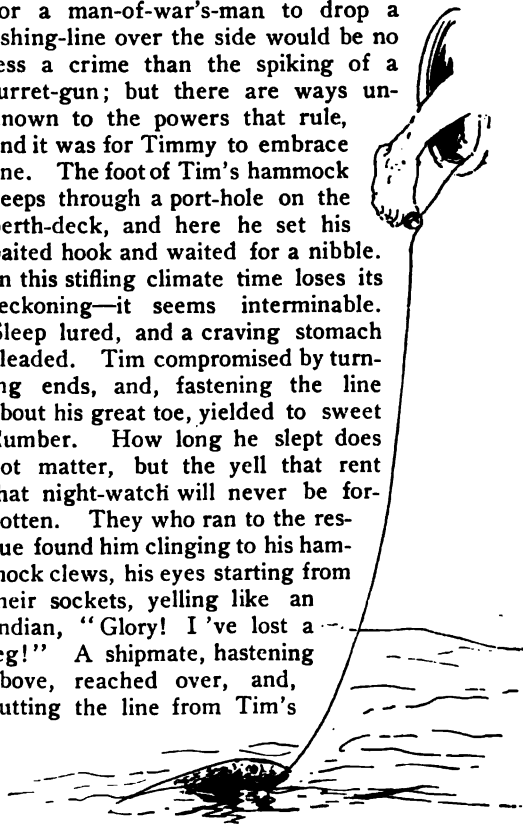 or a man-of-war's-man to drop a
shing-line over the side would be no
ess a crime than the spiking of a
urret-gun; but there are ways un-
nown to the powers that rule,
nd it was for Timmy to embrace
ne. The foot of Tim's hammock
eeps through a port-hole on the
erth-deck, and here he set his
aited hook and waited for a nibble.
n this stifling climate time loses its
eckoning—it seems interminable.
Sleep lured, and a craving stomach
leaded. Tim compromised by turn-
ng ends, and, fastening the line
bout his great toe, yielded to sweet
lumber. How long he slept does
ot matter, but the yell that rent
hat night-watch will never be for-
otten. They who ran to the res-
ue found him clinging to his ham-
mock clews, his eyes starting from
heir sockets, yelling like an
ndian, "Glory! I 've lost a
eg!" A shipmate, hastening
bove, reached over, and,
utting the line from Tim's